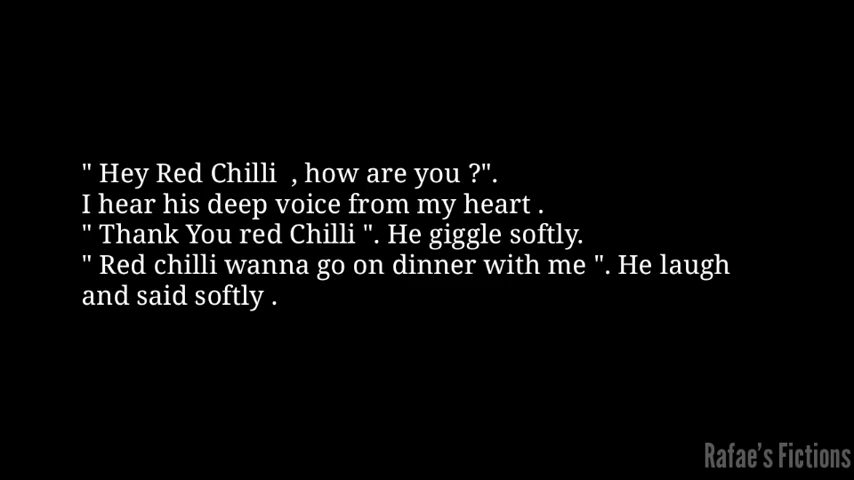 " Hey Red Chilli  , how are you ?".
I hear his deep voice from my heart .
" Thank You red Chilli ". He giggle softly.
" Red chilli wanna go on dinner with me ". He laugh
and said softly .
Rafae's Fictions